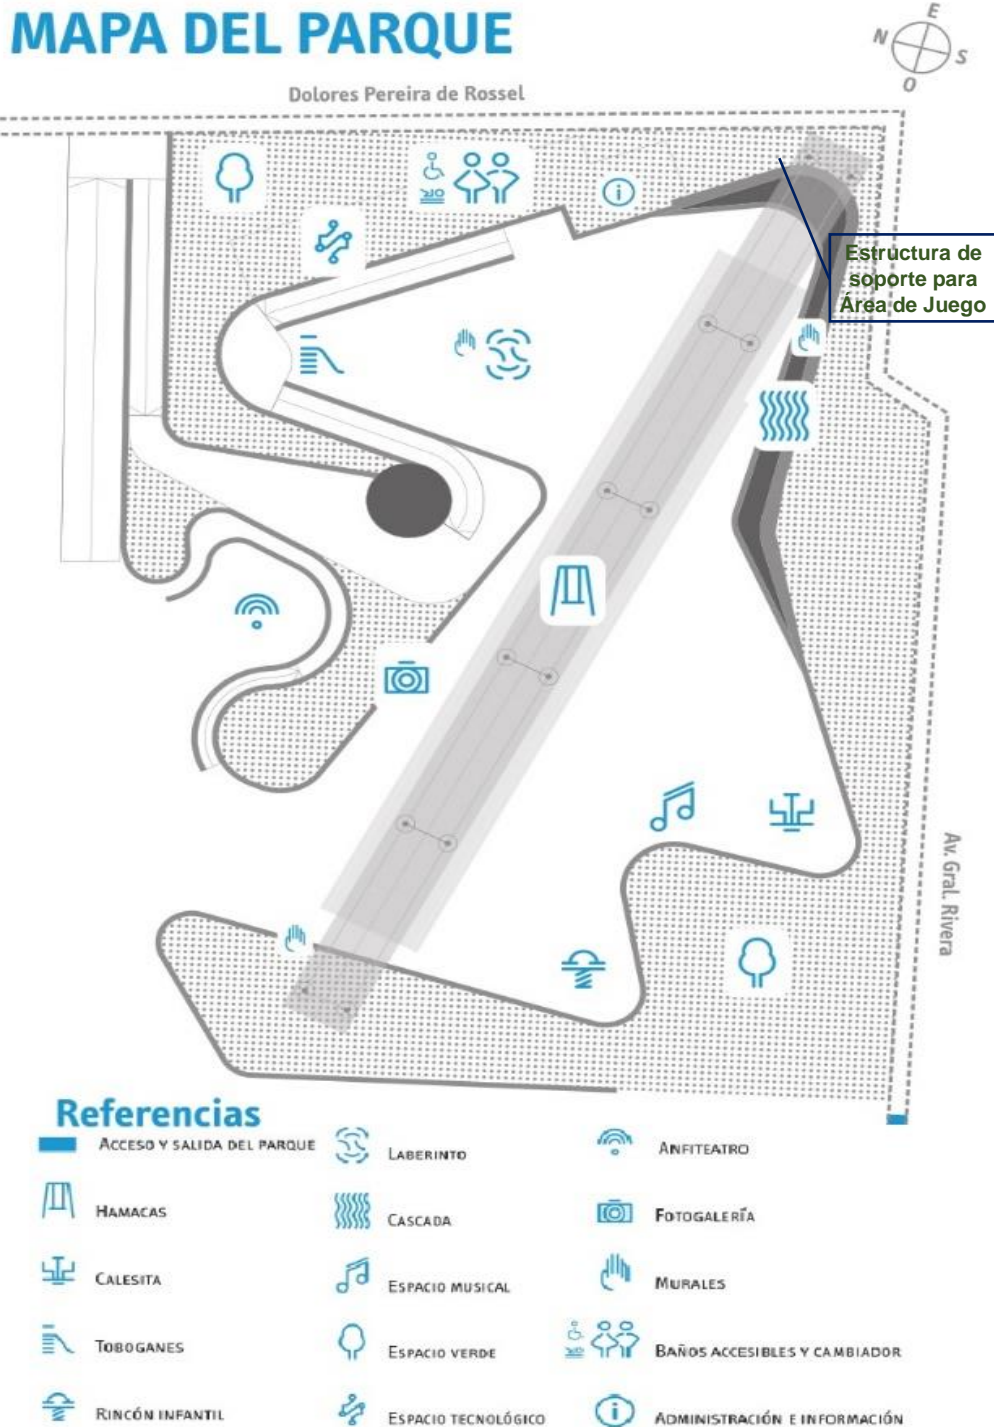 MAPA DEL PARQUE
E
N
S
O
Dolores Pereira de Rossel
Estructura de
soporte para
Área de Juego
Av. Gral. Rivera
Referencias
ACCESO Y SALIDA DEL PARQUE
LABERINTO
ANFITEATRO
HAMACAS
CASCADA
FOTOGALERÍA
CALESITA
ESPACIO MUSICAL
MURALES
TOBOGANES
ESPACIO VERDE
BAÑOS ACCESIBLES Y CAMBIADOR
RINCÓN INFANTIL
ESPACIO TECNOLÓGICO
ADMINISTRACIÓN E INFORMACIÓN